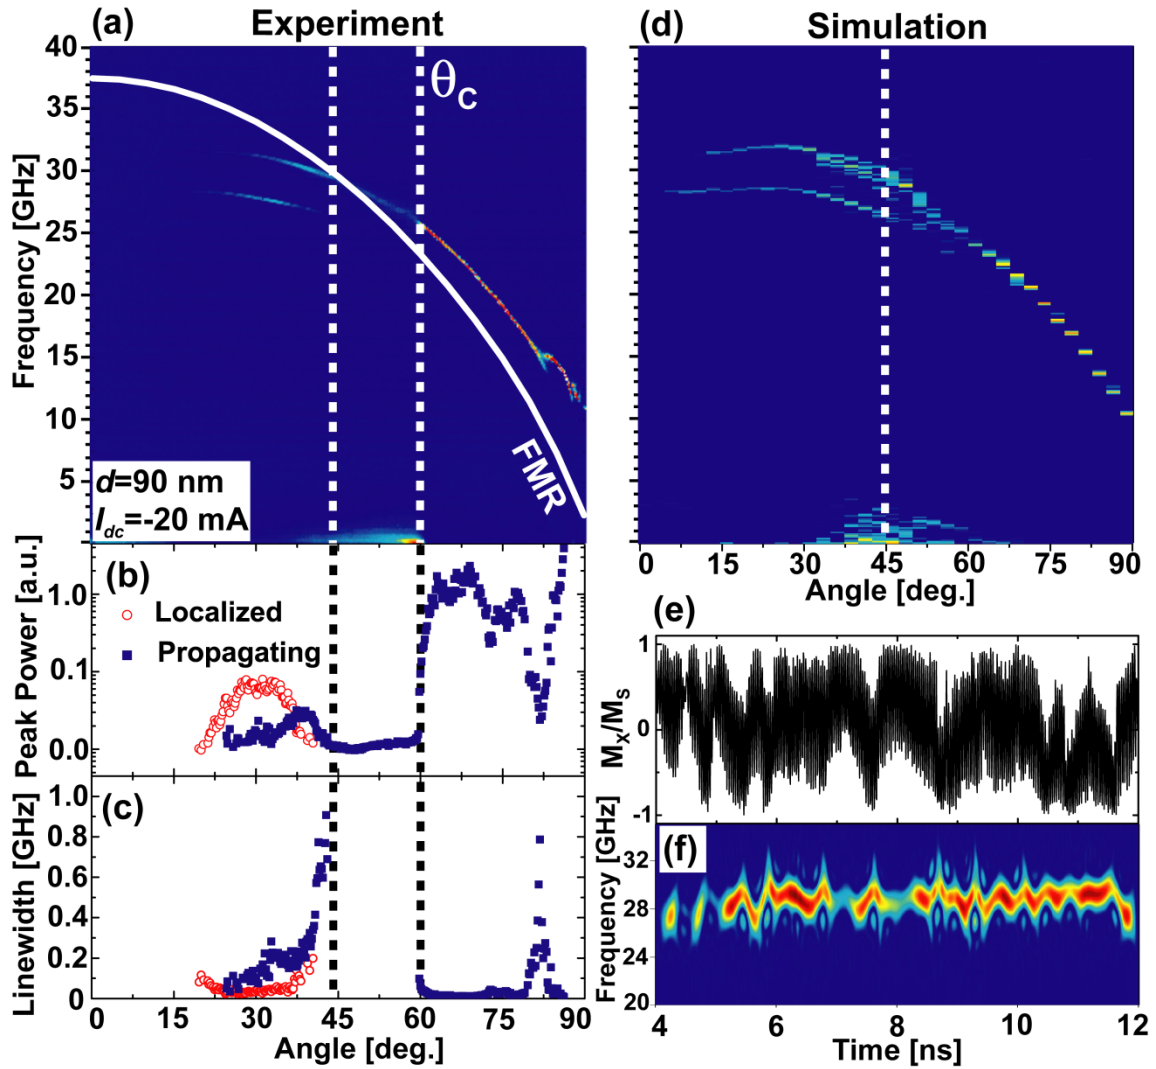 (a) Experiment
θC
Frequency [GHz]
40
35
30
25
20
15
10
5
FMR
d=90 nm
Idc=-20 mA
(b)
Localized
Propagating
Peak Power [a.u.]
1.0
0.1
0.0
(c)
Linewidth [GHz]
1.0
0.8
0.6
0.4
0.2
0
0 15 30 45 60 75 90
Angle [deg.]
(d) Simulation
0 15 30 45 60 75 90
Angle [deg.]
(e)
MX/MS
1
0
-1
(f)
Frequency [GHz]
32
28
24
20
4 6 8 10 12
Time [ns]